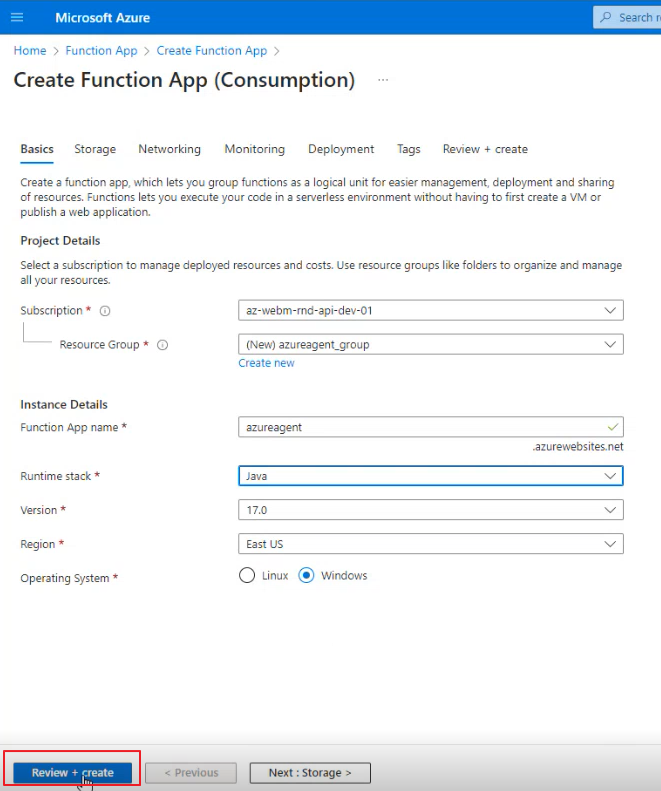 Microsoft Azure
Search re
Home > Function App > Create Function App >
Create Function App (Consumption) ...
Basics Storage Networking Monitoring Deployment Tags Review + create
Create a function app, which lets you group functions as a logical unit for easier management, deployment and sharing
of resources. Functions lets you execute your code in a serverless environment without having to first create a VM or
publish a web application.
Project Details
Select a subscription to manage deployed resources and costs. Use resource groups like folders to organize and manage
all your resources.
Subscription * az-webm-rnd-api-dev-01
Resource Group * (New) azureagent_group
Create new
Instance Details
Function App name * azureagent
.azurewebsites.net
Runtime stack * Java
Version * 17.0
Region * East US
Operating System * Linux Windows
Review + create < Previous Next : Storage >